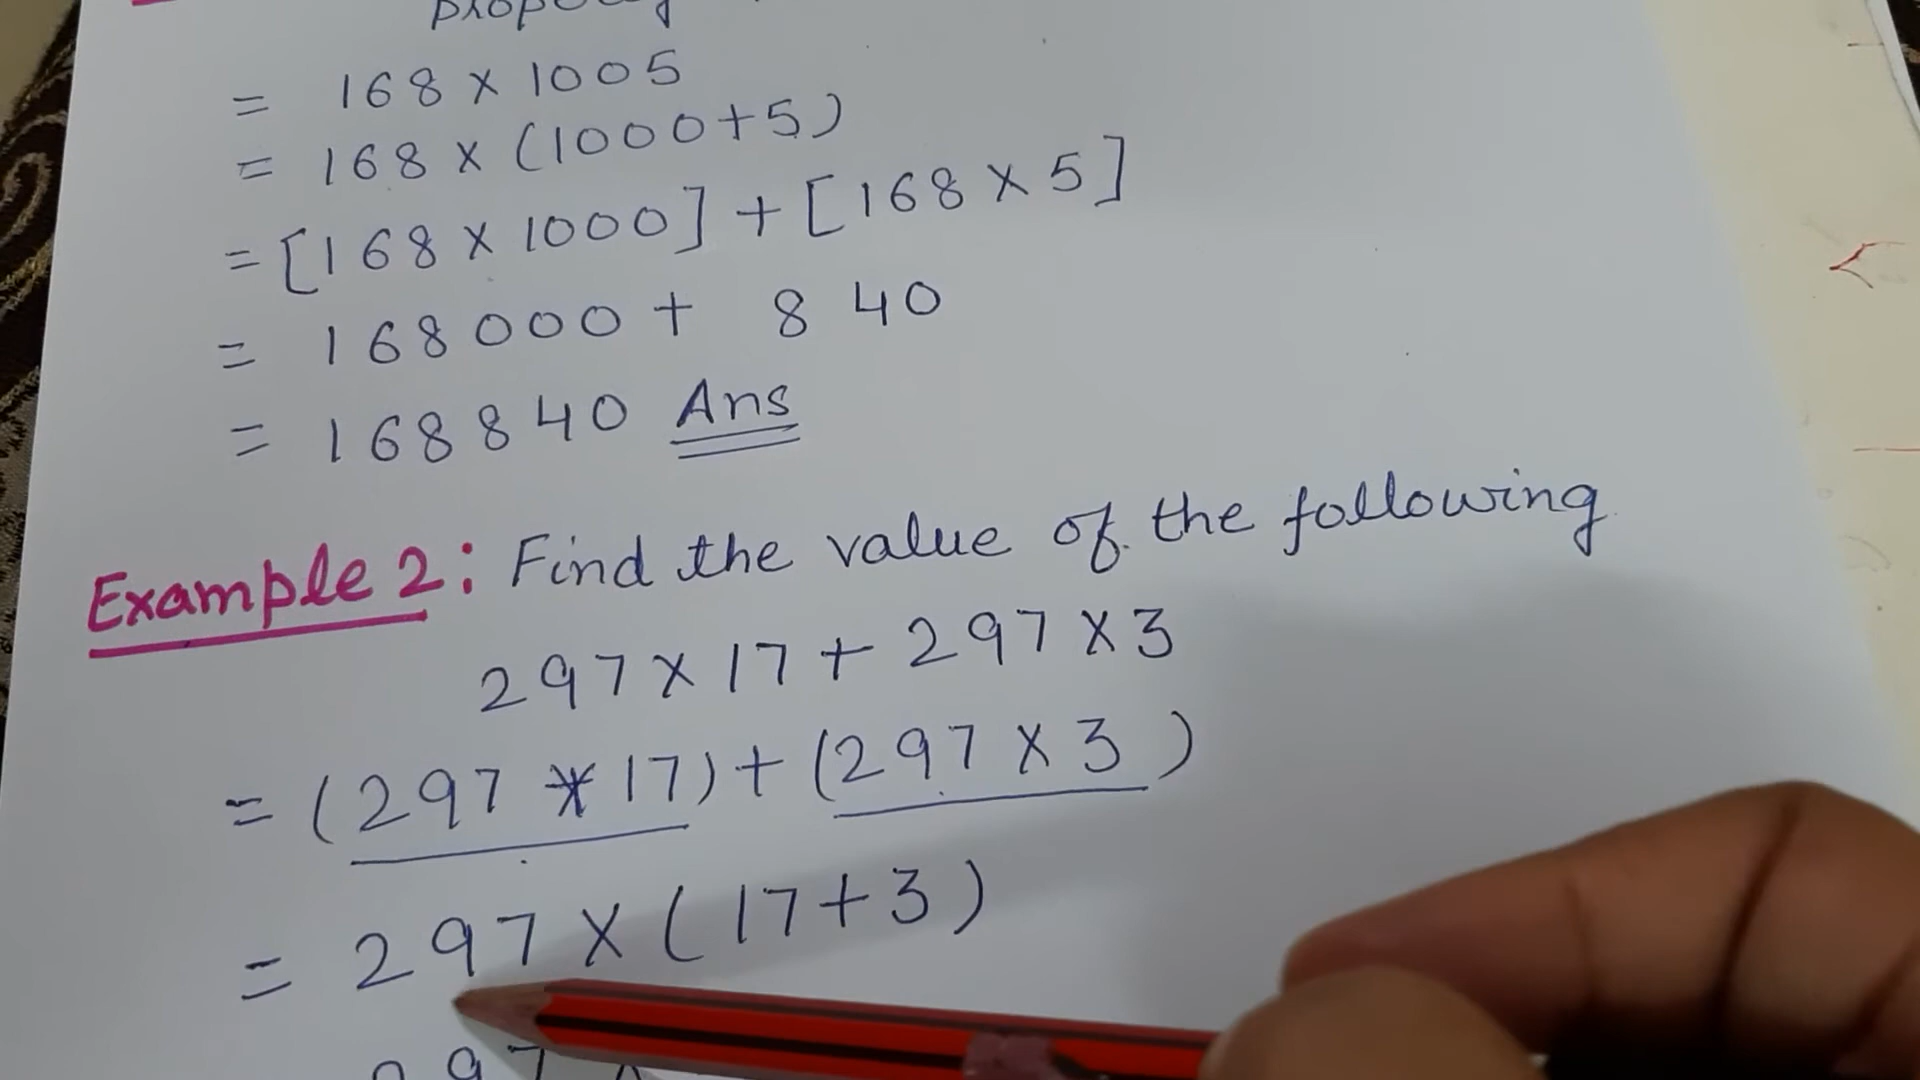 = 168 × 1005
= 168 × (1000+5)
= [168 × 1000] + [168 × 5]
= 168000 + 840
= 168840 Ans
Example 2: Find the value of the following
297 × 17 + 297 × 3
= (297 × 17) + (297 × 3)
= 297 × (17+3)
297